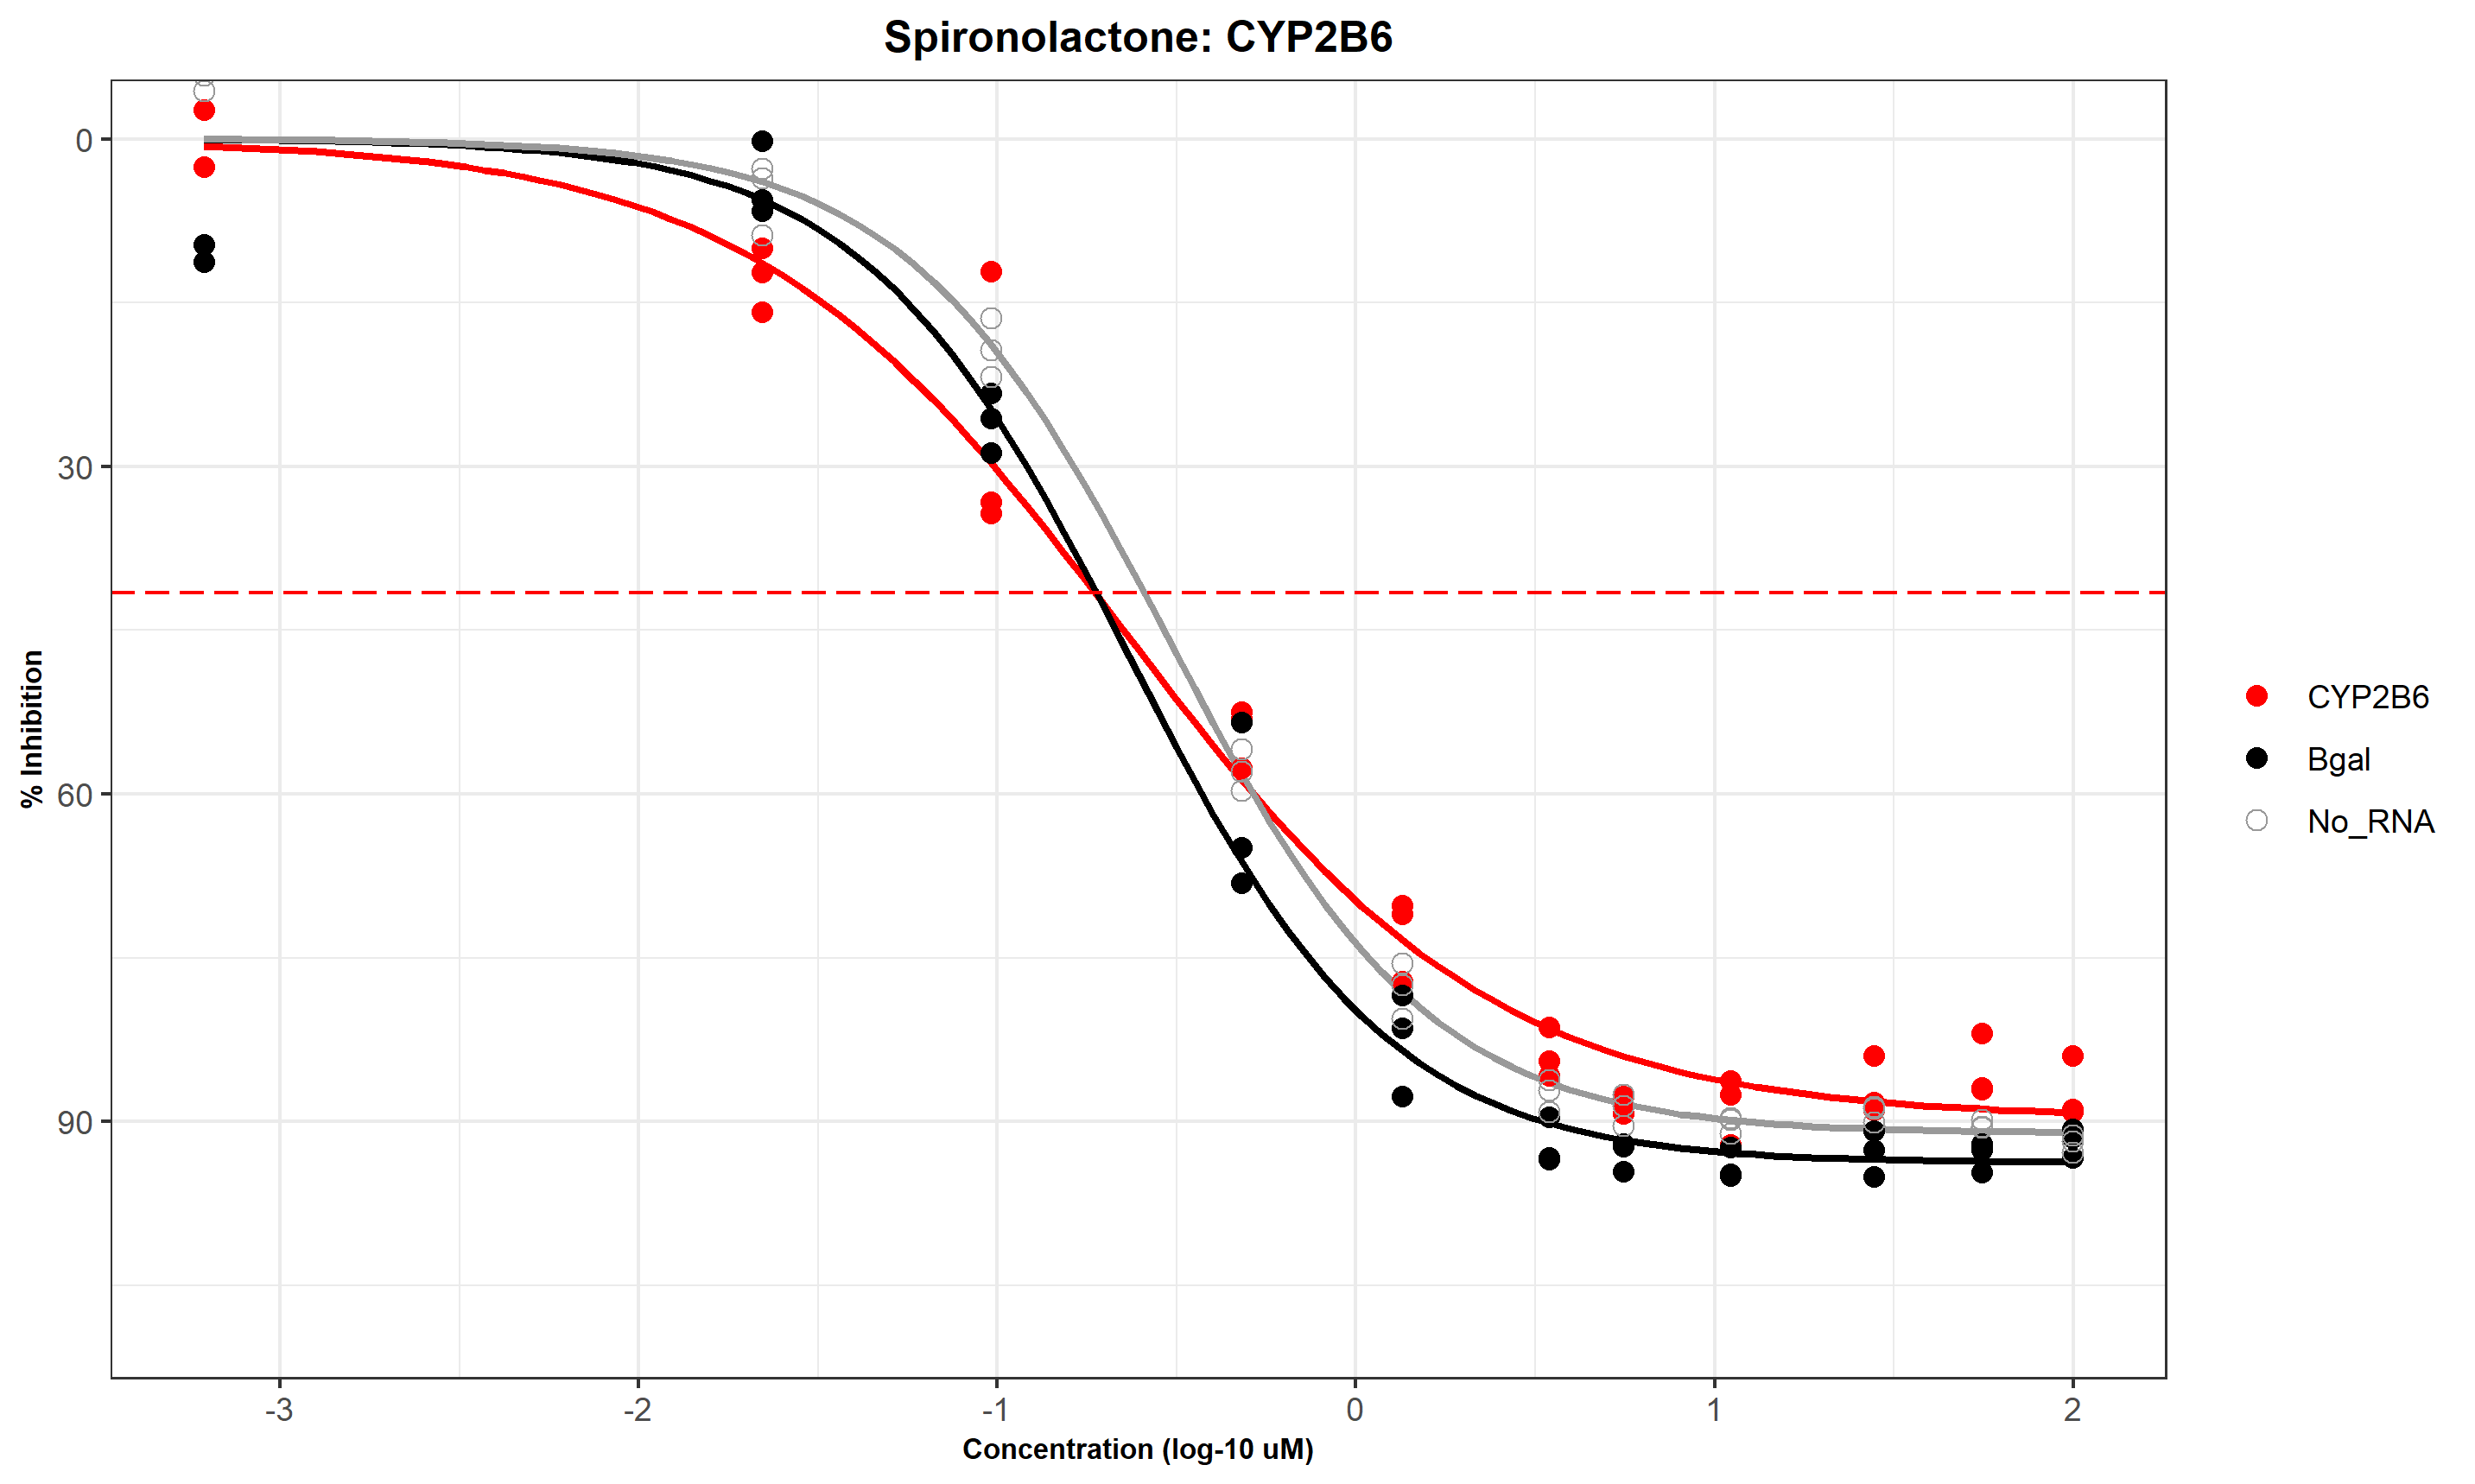 Spironolactone: CYP2B6
% Inhibition
0
30
60
90
-3
-2
-1
0
1
2
Concentration (log-10 uM)
CYP2B6
Bgal
No_RNA